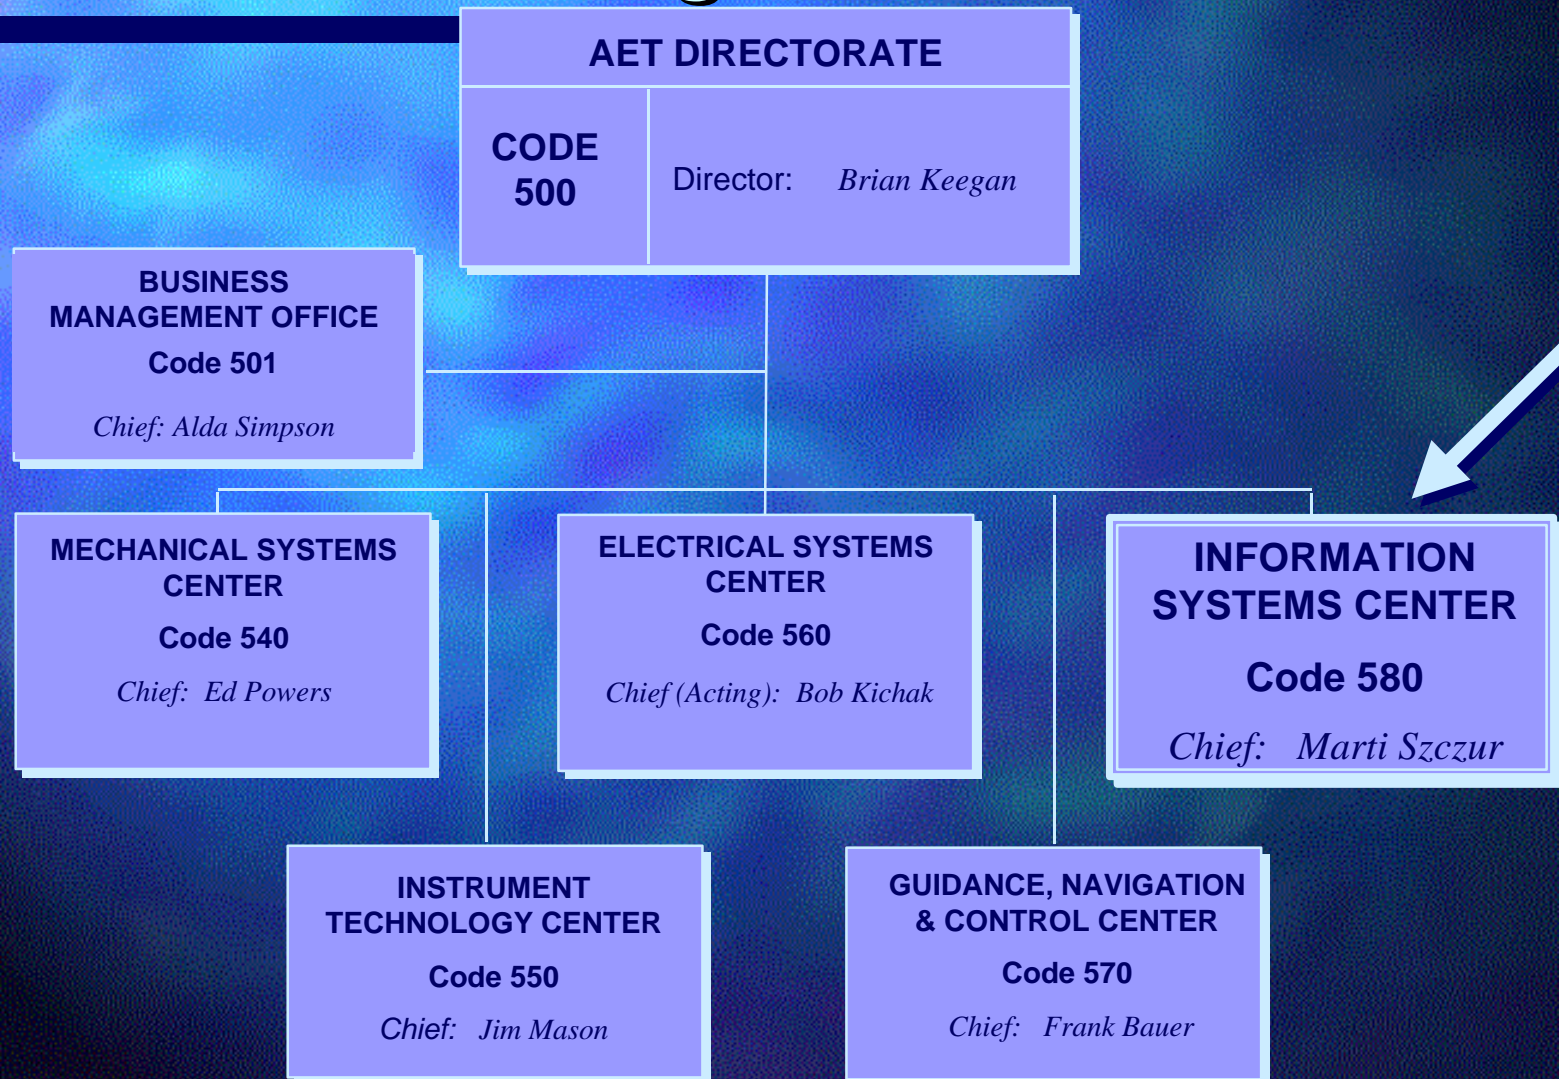 AET DIRECTORATE
CODE
500
Director: Brian Keegan
BUSINESS
MANAGEMENT OFFICE
Code 501
Chief: Alda Simpson
MECHANICAL SYSTEMS
CENTER
Code 540
Chief: Ed Powers
ELECTRICAL SYSTEMS
CENTER
Code 560
Chief (Acting): Bob Kichak
INFORMATION
SYSTEMS CENTER
Code 580
Chief: Marti Szczur
INSTRUMENT
TECHNOLOGY CENTER
Code 550
Chief: Jim Mason
GUIDANCE, NAVIGATION
& CONTROL CENTER
Code 570
Chief: Frank Bauer